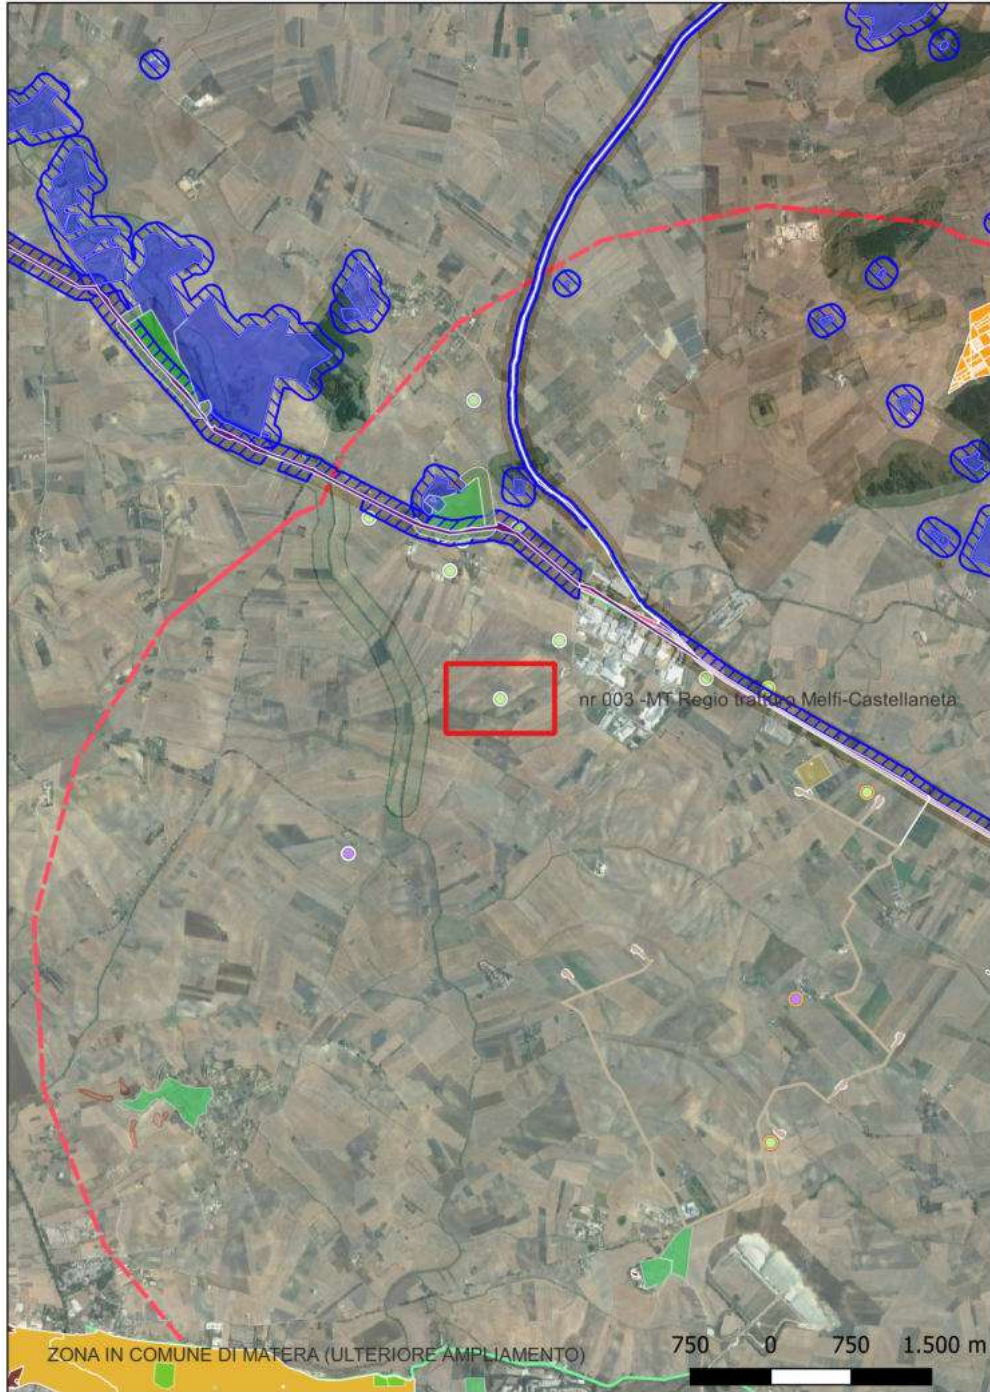 nr 003 -MT Regio tratturo Melfi-Castellaneta
750 0 750 1.500 m
ZONA IN COMUNE DI MATERA (ULTERIORE AMPLIAMENTO)